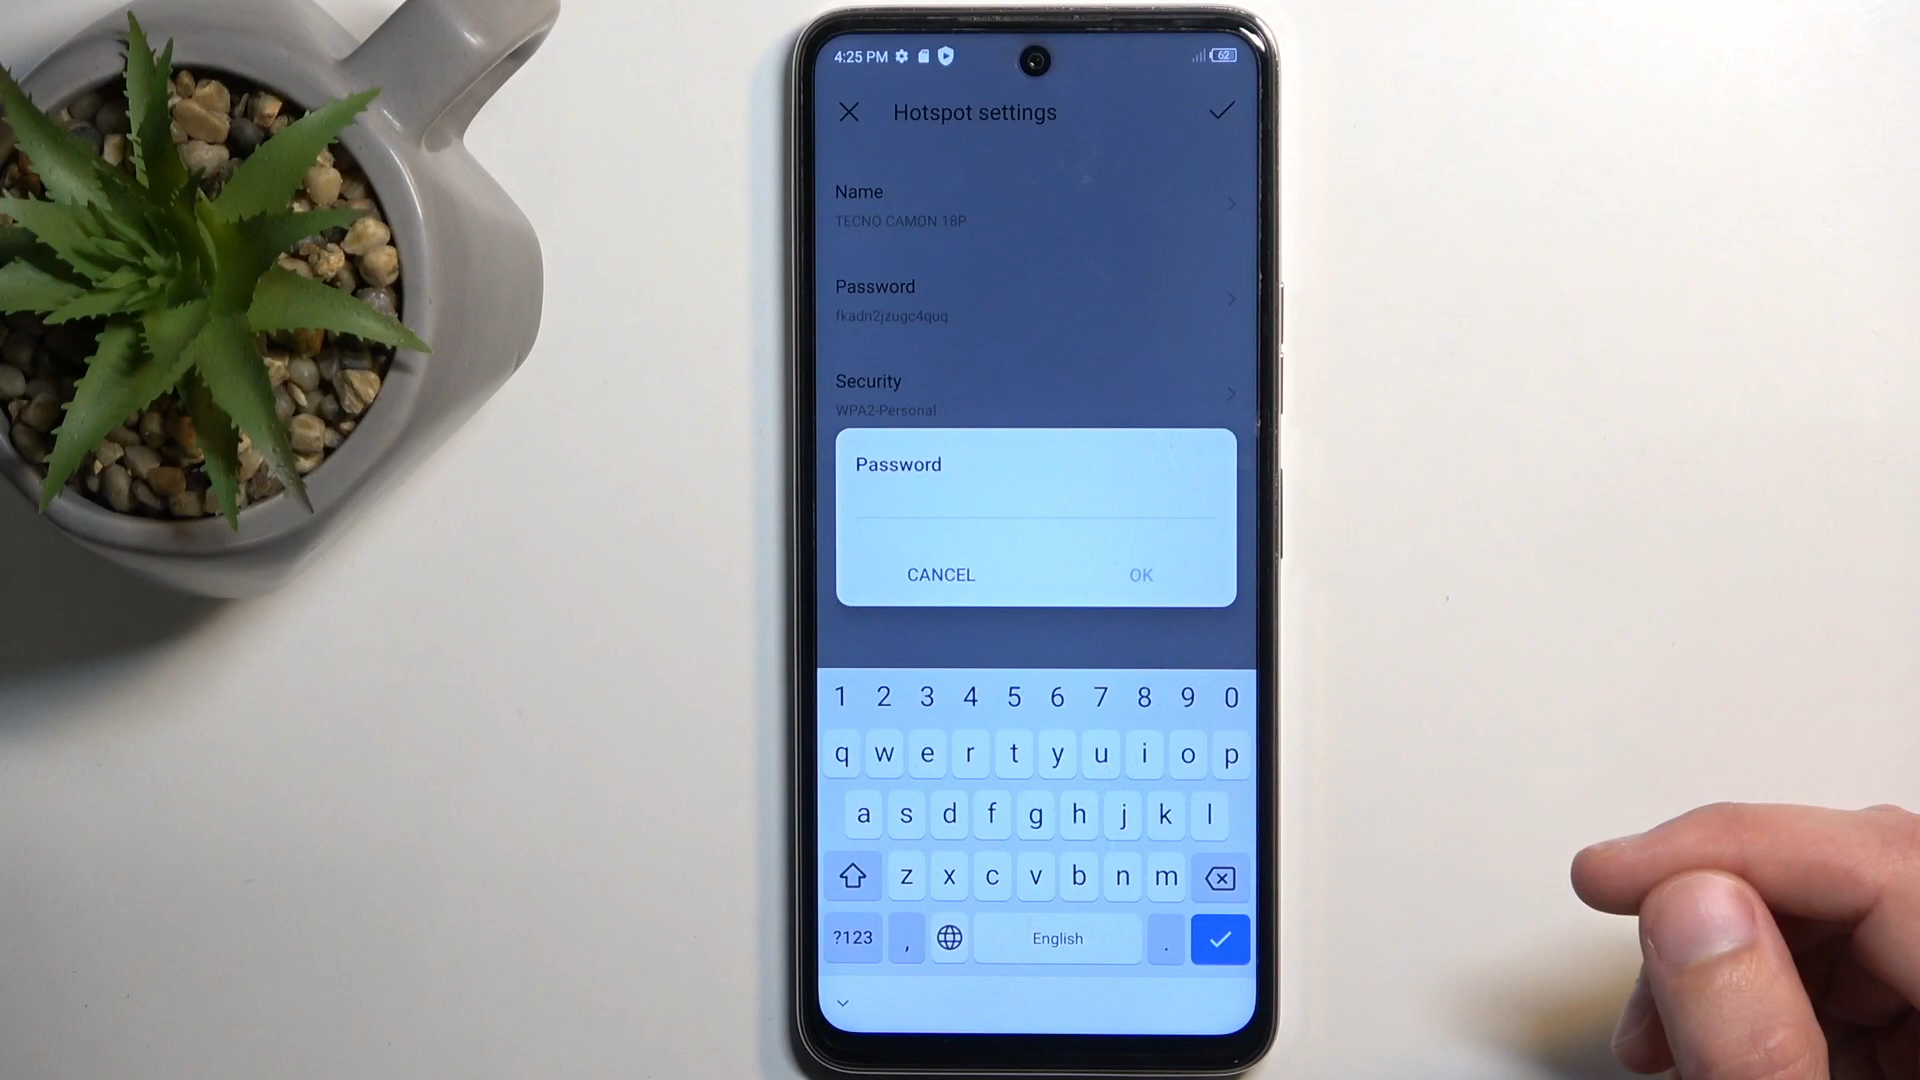 4:25 PM
62
Hotspot settings
Name
TECNO CAMON 18P
Password
fkadn2jzugc4quq
Security
WPA2-Personal
Password
CANCEL OK
1 2 3 4 5 6 7 8 9 0
q w e r t y u i o p
a s d f g h j k l
z x c v b n m
?123 , English .